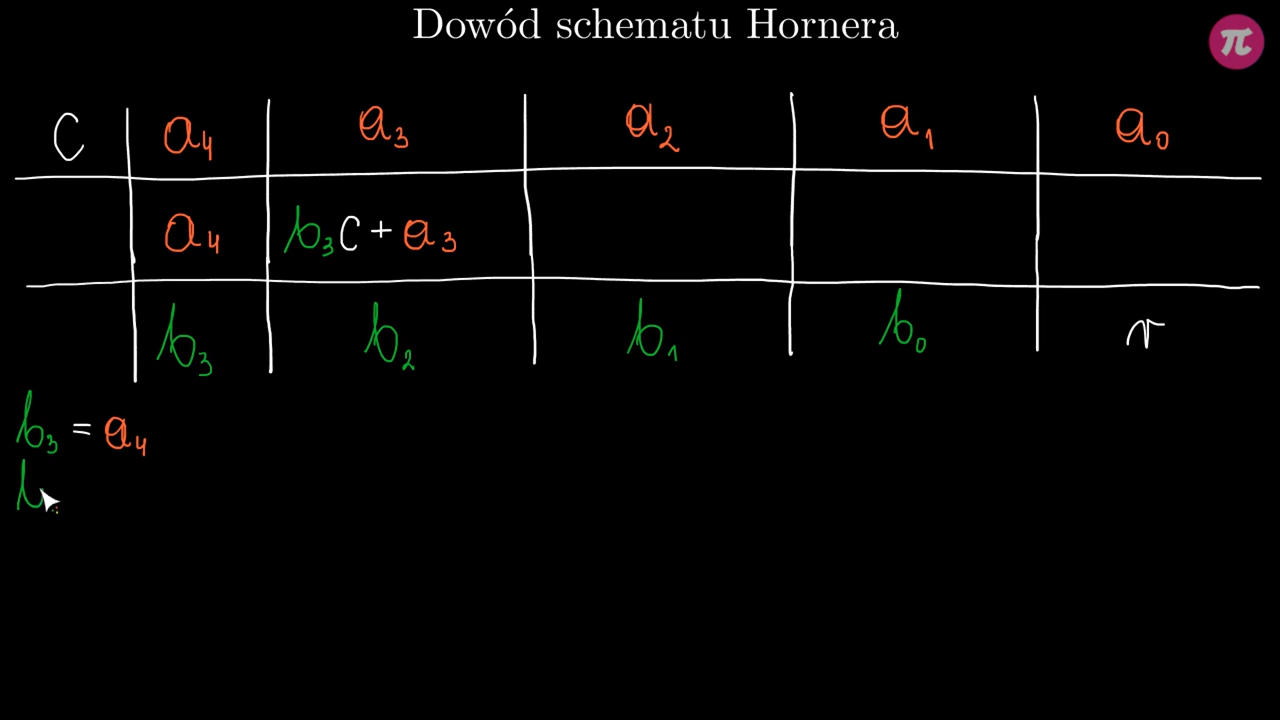 Dowód schematu Hornera
π
C a₄ a₃ a₂ a₁ a₀
a₄ b₃C + a₃
b₃ b₂ b₁ b₀ r
b₃ = a₄